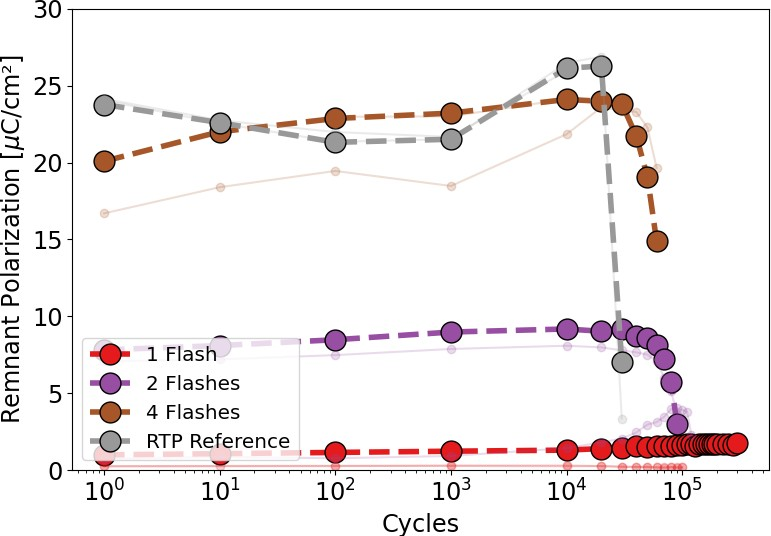 Remnant Polarization [μC/cm²]
30
25
20
15
10
5
0
1 Flash
2 Flashes
4 Flashes
RTP Reference
10⁰
10¹
10²
10³
10⁴
10⁵
Cycles